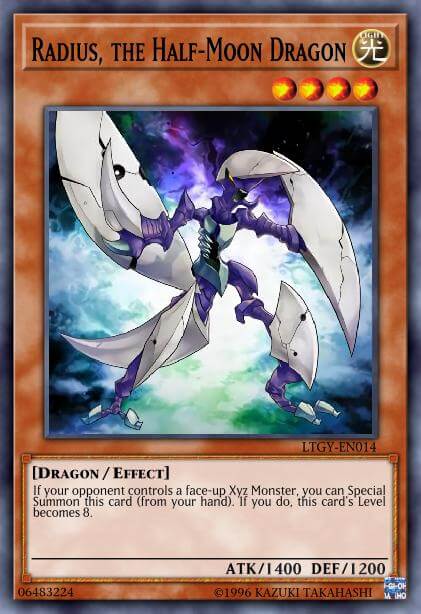 RADIUS, THE HALF-MOON DRAGON
LIGHT
光
LTGY-EN014
[DRAGON / EFFECT]
If your opponent controls a face-up Xyz Monster, you can Special
Summon this card (from your hand). If you do, this card's Level
becomes 8.
ATK/1400 DEF/1200
06483224
©1996 KAZUKI TAKAHASHI